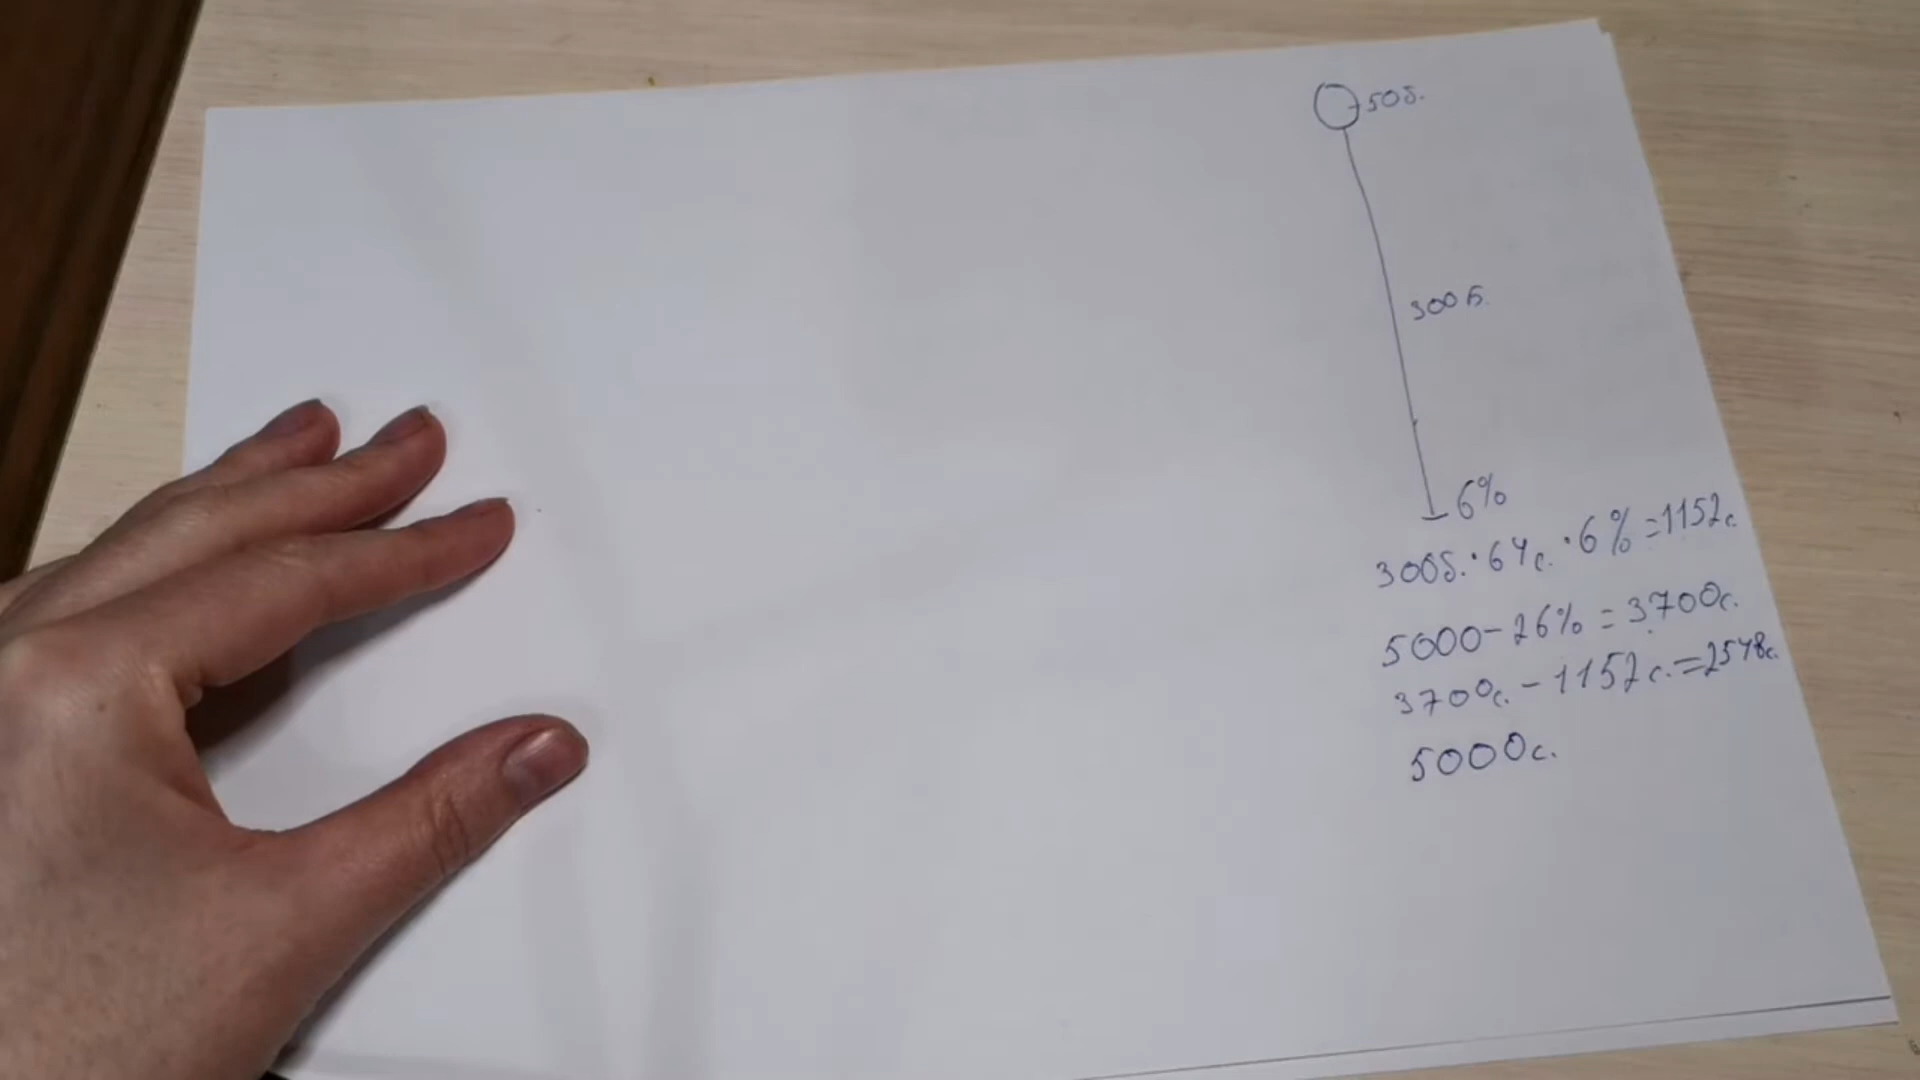 50б.
300б.
6%
300б. · 64с. · 6% = 1152с.
5000 - 26% = 3700с.
3700с. - 1152с. = 2548с.
5000с.